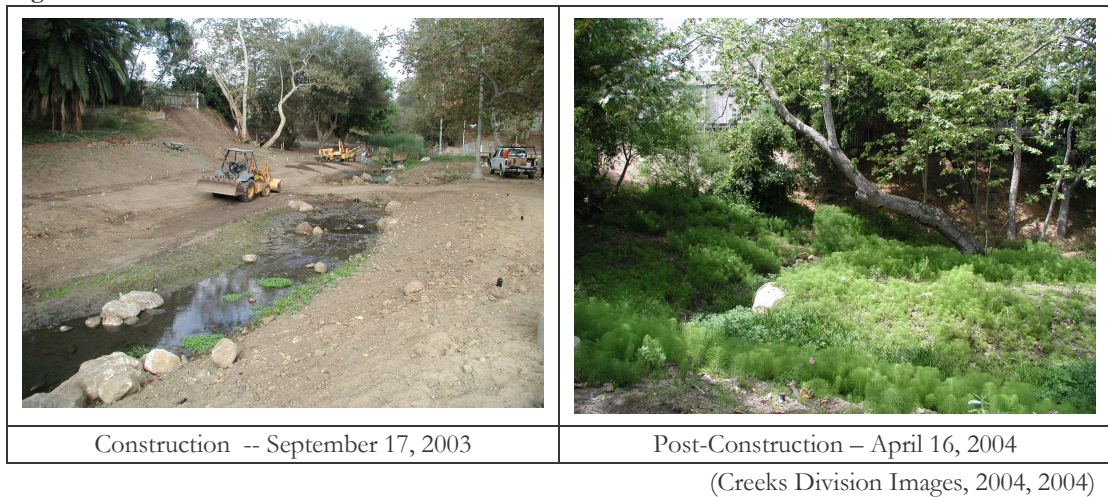 Construction -- September 17, 2003
Post-Construction – April 16, 2004
(Creeks Division Images, 2004, 2004)